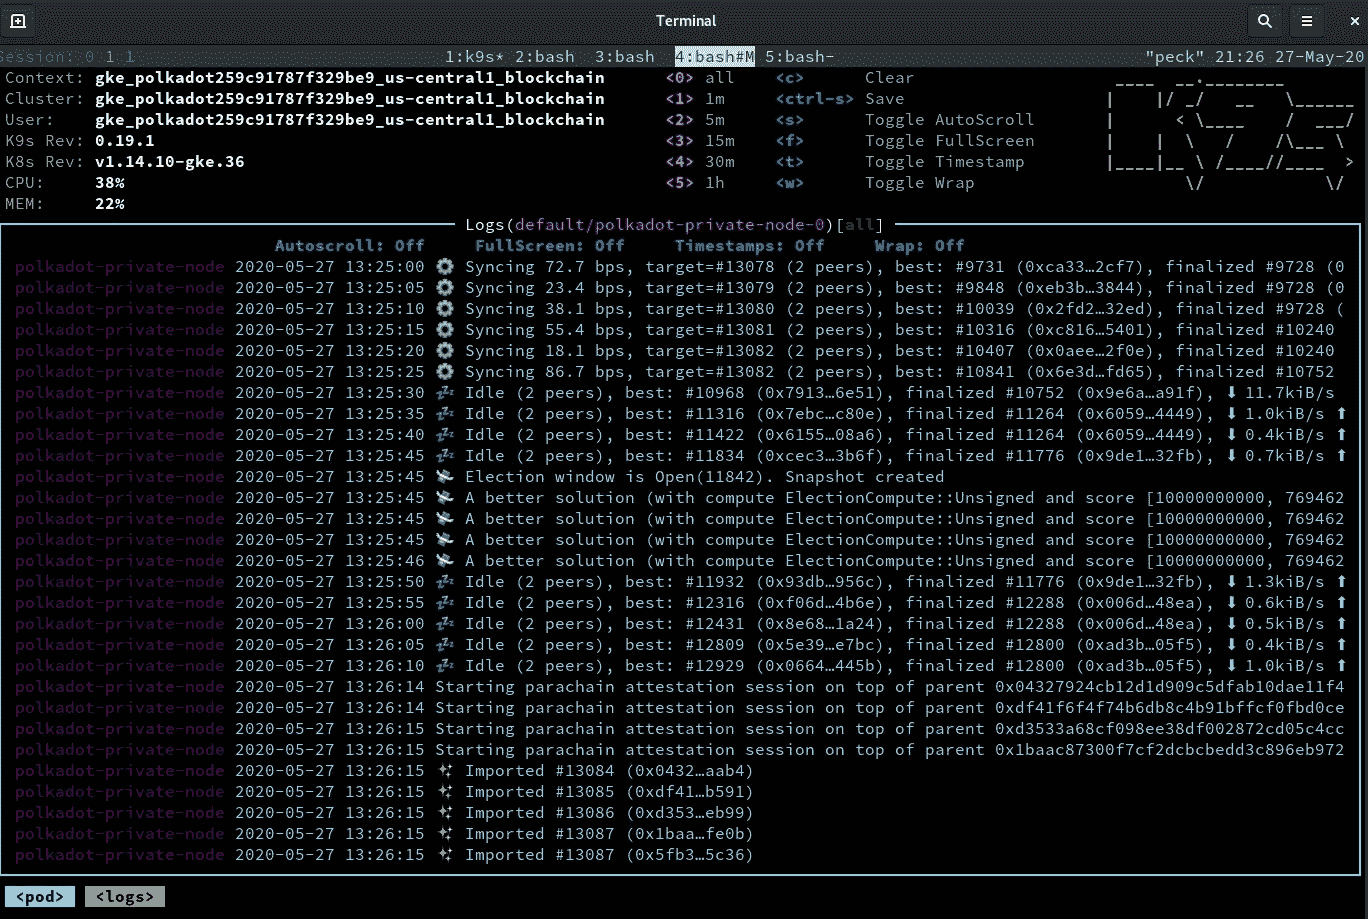 Terminal
Session: 0 1 1 1:k9s* 2:bash 3:bash 4:bash#M 5:bash- "peck" 21:26 27-May-20
Context: gke_polkadot259c91787f329be9_us-central1_blockchain <0> all <c> Clear
Cluster: gke_polkadot259c91787f329be9_us-central1_blockchain <1> 1m <ctrl-s> Save
User: gke_polkadot259c91787f329be9_us-central1_blockchain <2> 5m <s> Toggle AutoScroll
K9s Rev: 0.19.1 <3> 15m <f> Toggle FullScreen
K8s Rev: v1.14.10-gke.36 <4> 30m <t> Toggle Timestamp
CPU: 38% <5> 1h <w> Toggle Wrap
MEM: 22%
Logs(default/polkadot-private-node-0)[all]
Autoscroll: Off FullScreen: Off Timestamps: Off Wrap: Off
polkadot-private-node 2020-05-27 13:25:00 ⚙ Syncing 72.7 bps, target=#13078 (2 peers), best: #9731 (0xca33…2cf7), finalized #9728 (0
polkadot-private-node 2020-05-27 13:25:05 ⚙ Syncing 23.4 bps, target=#13079 (2 peers), best: #9848 (0xeb3b…3844), finalized #9728 (0
polkadot-private-node 2020-05-27 13:25:10 ⚙ Syncing 38.1 bps, target=#13080 (2 peers), best: #10039 (0x2fd2…32ed), finalized #9728 (
polkadot-private-node 2020-05-27 13:25:15 ⚙ Syncing 55.4 bps, target=#13081 (2 peers), best: #10316 (0xc816…5401), finalized #10240
polkadot-private-node 2020-05-27 13:25:20 ⚙ Syncing 18.1 bps, target=#13082 (2 peers), best: #10407 (0x0aee…2f0e), finalized #10240
polkadot-private-node 2020-05-27 13:25:25 ⚙ Syncing 86.7 bps, target=#13082 (2 peers), best: #10841 (0x6e3d…fd65), finalized #10752
polkadot-private-node 2020-05-27 13:25:30 💤 Idle (2 peers), best: #10968 (0x7913…6e51), finalized #10752 (0x9e6a…a91f), ⬇ 11.7kiB/s
polkadot-private-node 2020-05-27 13:25:35 💤 Idle (2 peers), best: #11316 (0x7ebc…c80e), finalized #11264 (0x6059…4449), ⬇ 1.0kiB/s ⬆
polkadot-private-node 2020-05-27 13:25:40 💤 Idle (2 peers), best: #11422 (0x6155…08a6), finalized #11264 (0x6059…4449), ⬇ 0.4kiB/s ⬆
polkadot-private-node 2020-05-27 13:25:45 💤 Idle (2 peers), best: #11834 (0xcec3…3b6f), finalized #11776 (0x9de1…32fb), ⬇ 0.7kiB/s ⬆
polkadot-private-node 2020-05-27 13:25:45 💸 Election window is Open(11842). Snapshot created
polkadot-private-node 2020-05-27 13:25:45 💸 A better solution (with compute ElectionCompute::Unsigned and score [10000000000, 769462
polkadot-private-node 2020-05-27 13:25:45 💸 A better solution (with compute ElectionCompute::Unsigned and score [10000000000, 769462
polkadot-private-node 2020-05-27 13:25:45 💸 A better solution (with compute ElectionCompute::Unsigned and score [10000000000, 769462
polkadot-private-node 2020-05-27 13:25:46 💸 A better solution (with compute ElectionCompute::Unsigned and score [10000000000, 769462
polkadot-private-node 2020-05-27 13:25:50 💤 Idle (2 peers), best: #11932 (0x93db…956c), finalized #11776 (0x9de1…32fb), ⬇ 1.3kiB/s ⬆
polkadot-private-node 2020-05-27 13:25:55 💤 Idle (2 peers), best: #12316 (0xf06d…4b6e), finalized #12288 (0x006d…48ea), ⬇ 0.6kiB/s ⬆
polkadot-private-node 2020-05-27 13:26:00 💤 Idle (2 peers), best: #12431 (0x8e68…1a24), finalized #12288 (0x006d…48ea), ⬇ 0.5kiB/s ⬆
polkadot-private-node 2020-05-27 13:26:05 💤 Idle (2 peers), best: #12809 (0x5e39…e7bc), finalized #12800 (0xad3b…05f5), ⬇ 0.4kiB/s ⬆
polkadot-private-node 2020-05-27 13:26:10 💤 Idle (2 peers), best: #12929 (0x0664…445b), finalized #12800 (0xad3b…05f5), ⬇ 1.0kiB/s ⬆
polkadot-private-node 2020-05-27 13:26:14 Starting parachain attestation session on top of parent 0x04327924cb12d1d909c5dfab10dae11f4
polkadot-private-node 2020-05-27 13:26:14 Starting parachain attestation session on top of parent 0xdf41f6f4f74b6db8c4b91bffcf0fbd0ce
polkadot-private-node 2020-05-27 13:26:15 Starting parachain attestation session on top of parent 0xd3533a68cf098ee38df002872cd05c4cc
polkadot-private-node 2020-05-27 13:26:15 Starting parachain attestation session on top of parent 0x1baac87300f7cf2dcbcbedd3c896eb972
polkadot-private-node 2020-05-27 13:26:15 ✨ Imported #13084 (0x0432…aab4)
polkadot-private-node 2020-05-27 13:26:15 ✨ Imported #13085 (0xdf41…b591)
polkadot-private-node 2020-05-27 13:26:15 ✨ Imported #13086 (0xd353…eb99)
polkadot-private-node 2020-05-27 13:26:15 ✨ Imported #13087 (0x1baa…fe0b)
polkadot-private-node 2020-05-27 13:26:15 ✨ Imported #13087 (0x5fb3…5c36)
<pod> <logs>